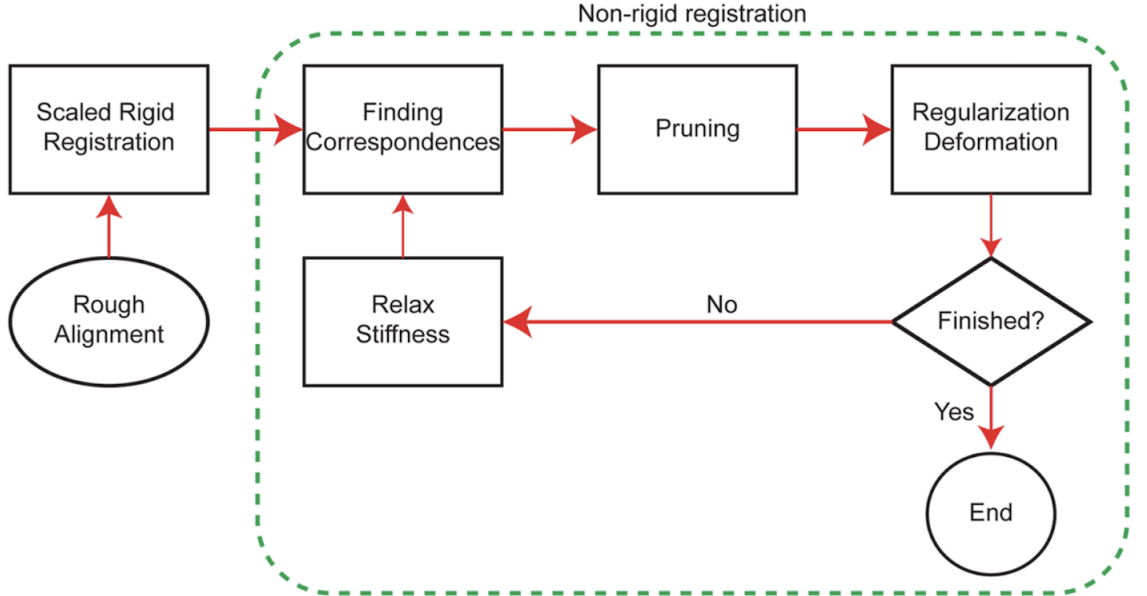 Non-rigid registration
Scaled Rigid
Registration
Finding
Correspondences
Pruning
Regularization
Deformation
Rough
Alignment
Relax
Stiffness
No
Finished?
Yes
End